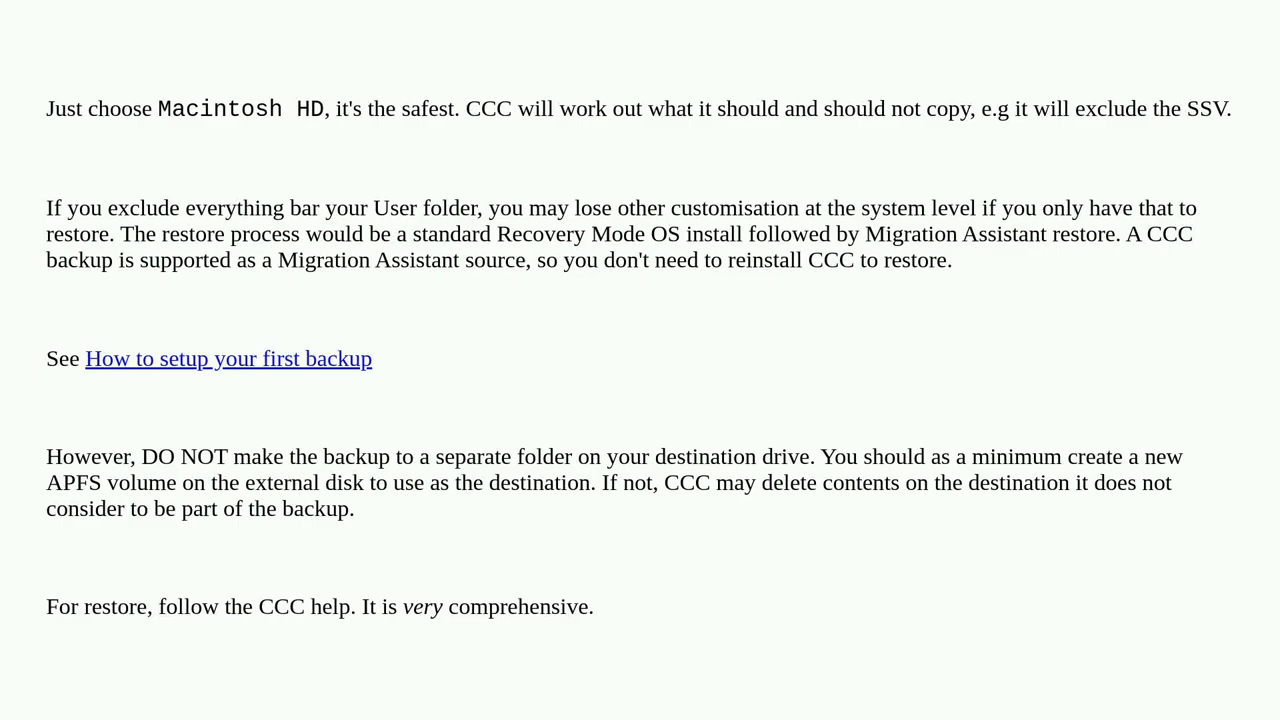 Just choose Macintosh HD, it's the safest. CCC will work out what it should and should not copy, e.g it will exclude the SSV.
If you exclude everything bar your User folder, you may lose other customisation at the system level if you only have that to
restore. The restore process would be a standard Recovery Mode OS install followed by Migration Assistant restore. A CCC
backup is supported as a Migration Assistant source, so you don't need to reinstall CCC to restore.
See How to setup your first backup
However, DO NOT make the backup to a separate folder on your destination drive. You should as a minimum create a new
APFS volume on the external disk to use as the destination. If not, CCC may delete contents on the destination it does not
consider to be part of the backup.
For restore, follow the CCC help. It is very comprehensive.